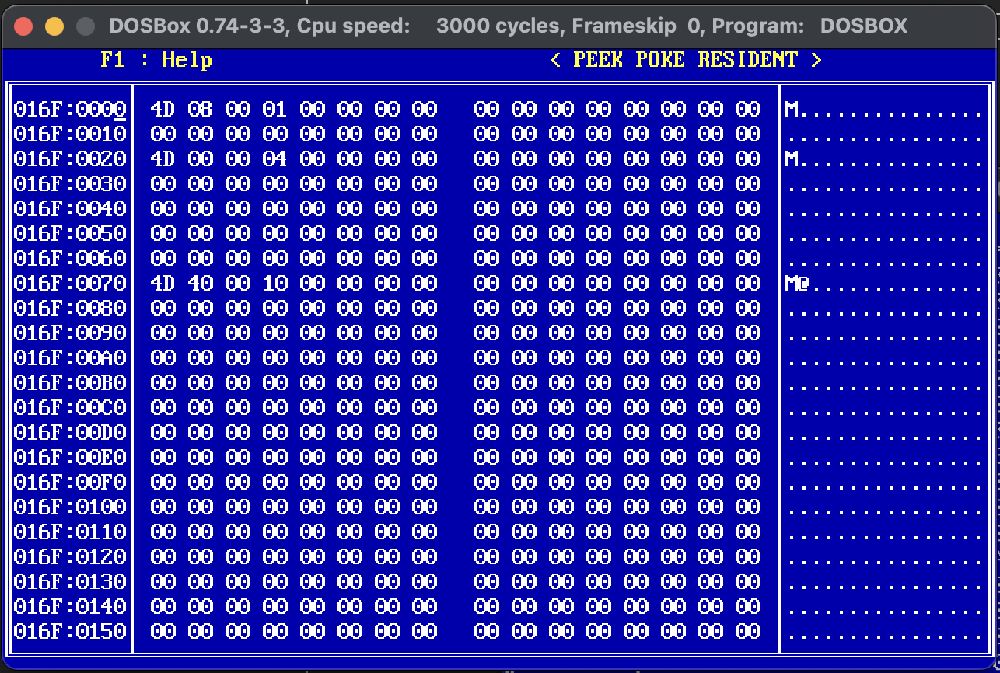 DOSBox 0.74-3-3, Cpu speed: 3000 cycles, Frameskip 0, Program: DOSBOX
F1 : Help < PEEK POKE RESIDENT >
016F:0000 4D 08 00 01 00 00 00 00 00 00 00 00 00 00 00 00 M...............
016F:0010 00 00 00 00 00 00 00 00 00 00 00 00 00 00 00 00 ................
016F:0020 4D 00 00 04 00 00 00 00 00 00 00 00 00 00 00 00 M...............
016F:0030 00 00 00 00 00 00 00 00 00 00 00 00 00 00 00 00 ................
016F:0040 00 00 00 00 00 00 00 00 00 00 00 00 00 00 00 00 ................
016F:0050 00 00 00 00 00 00 00 00 00 00 00 00 00 00 00 00 ................
016F:0060 00 00 00 00 00 00 00 00 00 00 00 00 00 00 00 00 ................
016F:0070 4D 40 00 10 00 00 00 00 00 00 00 00 00 00 00 00 M@..............
016F:0080 00 00 00 00 00 00 00 00 00 00 00 00 00 00 00 00 ................
016F:0090 00 00 00 00 00 00 00 00 00 00 00 00 00 00 00 00 ................
016F:00A0 00 00 00 00 00 00 00 00 00 00 00 00 00 00 00 00 ................
016F:00B0 00 00 00 00 00 00 00 00 00 00 00 00 00 00 00 00 ................
016F:00C0 00 00 00 00 00 00 00 00 00 00 00 00 00 00 00 00 ................
016F:00D0 00 00 00 00 00 00 00 00 00 00 00 00 00 00 00 00 ................
016F:00E0 00 00 00 00 00 00 00 00 00 00 00 00 00 00 00 00 ................
016F:00F0 00 00 00 00 00 00 00 00 00 00 00 00 00 00 00 00 ................
016F:0100 00 00 00 00 00 00 00 00 00 00 00 00 00 00 00 00 ................
016F:0110 00 00 00 00 00 00 00 00 00 00 00 00 00 00 00 00 ................
016F:0120 00 00 00 00 00 00 00 00 00 00 00 00 00 00 00 00 ................
016F:0130 00 00 00 00 00 00 00 00 00 00 00 00 00 00 00 00 ................
016F:0140 00 00 00 00 00 00 00 00 00 00 00 00 00 00 00 00 ................
016F:0150 00 00 00 00 00 00 00 00 00 00 00 00 00 00 00 00 ................